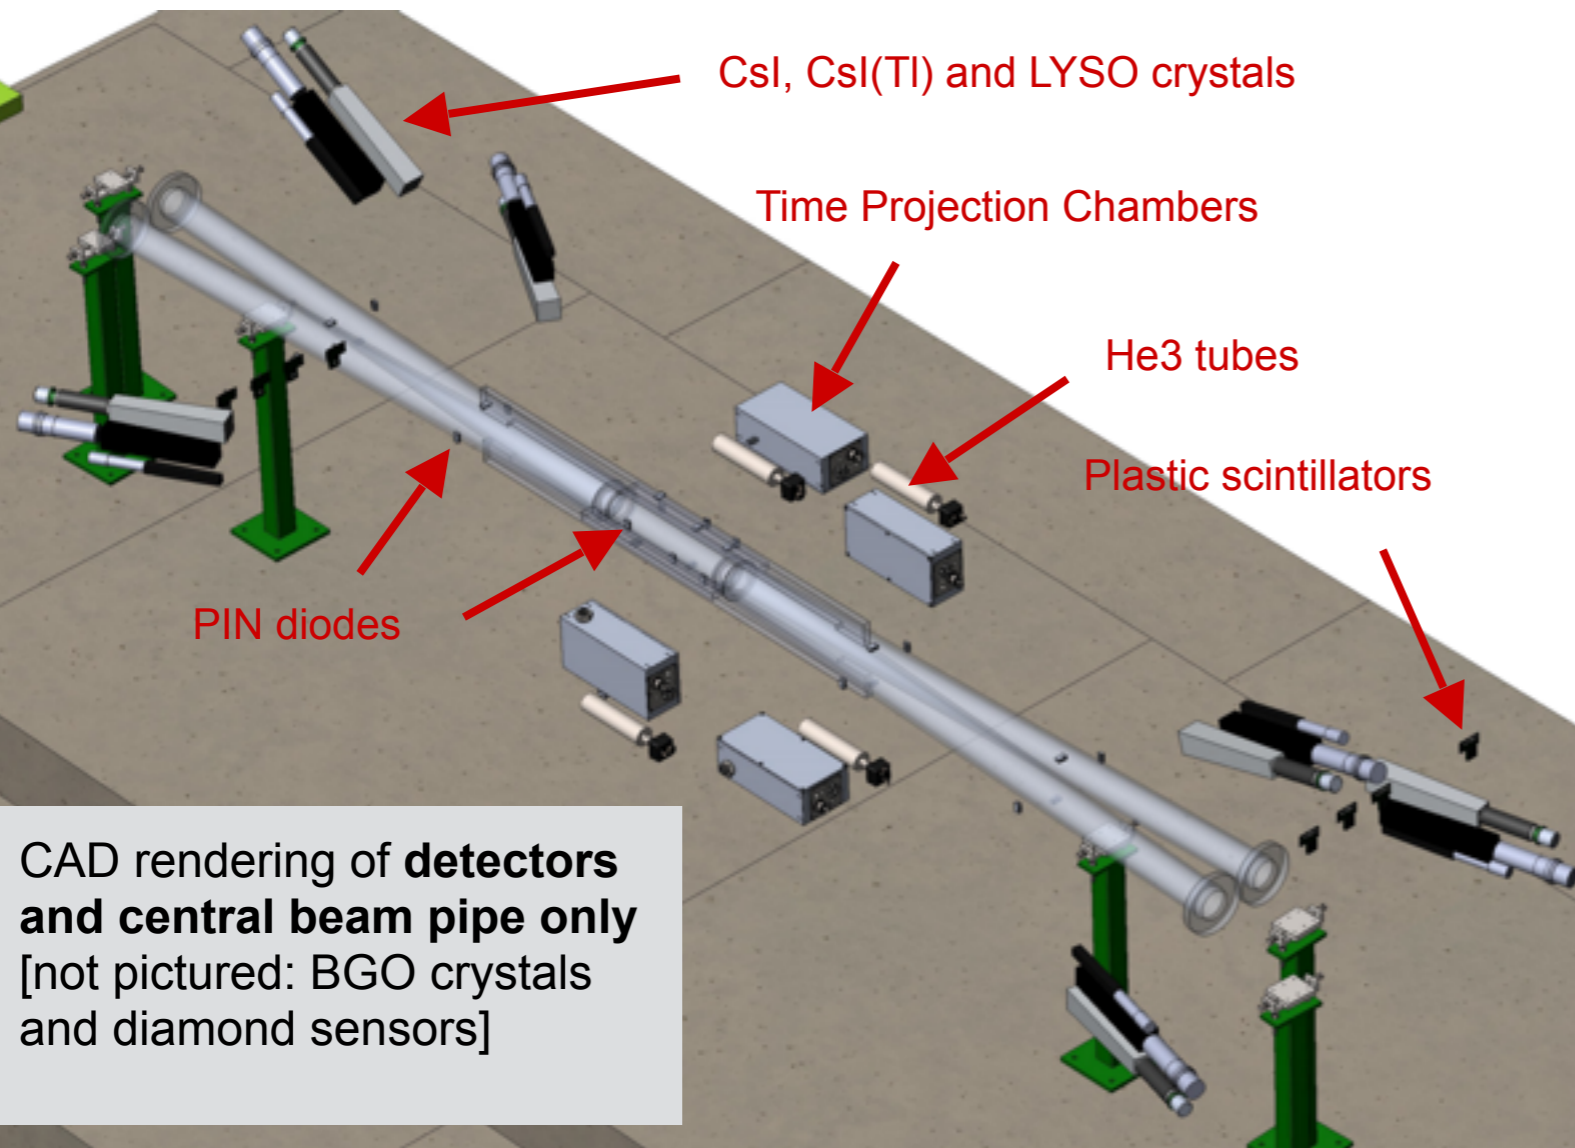 CsI, CsI(Tl) and LYSO crystals
Time Projection Chambers
He3 tubes
Plastic scintillators
PIN diodes
CAD rendering of detectors
and central beam pipe only
[not pictured: BGO crystals
and diamond sensors]